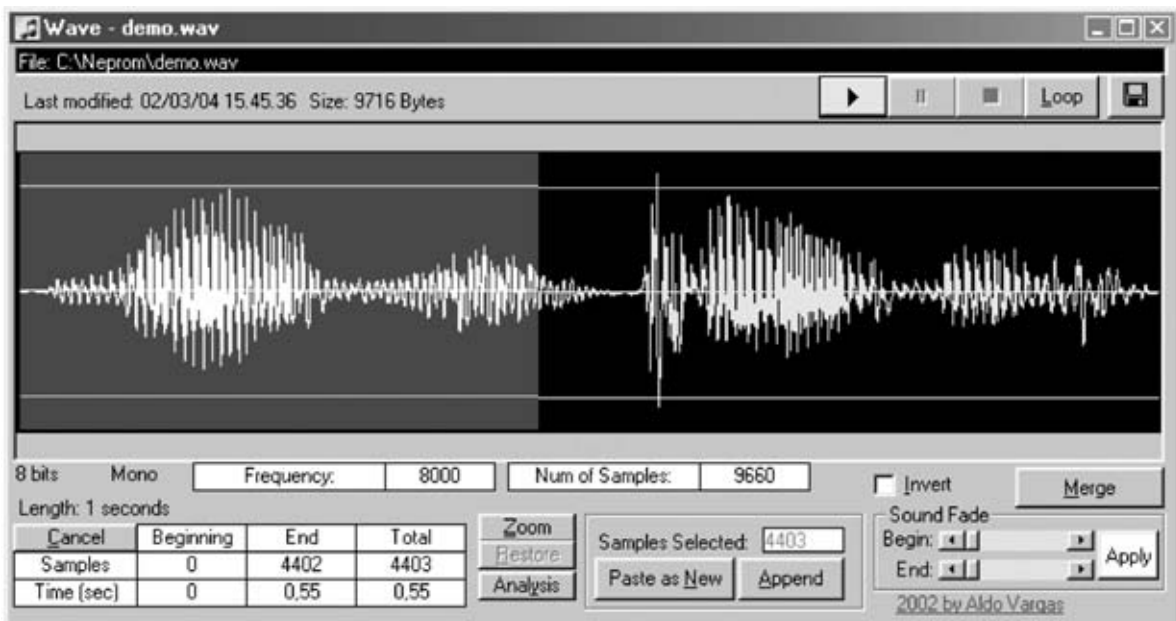 Wave - demo.wav
File: C:\Neprom\demo.wav
Last modified: 02/03/04 15.45.36 Size: 9716 Bytes
Loop
8 bits Mono Frequency: 8000 Num of Samples: 9660
Invert
Merge
Length: 1 seconds
Cancel Beginning End Total
Samples 0 4402 4403
Time (sec) 0 0,55 0,55
Zoom
Restore
Analysis
Samples Selected: 4403
Paste as New Append
Sound Fade
Begin:
End:
Apply
2002 by Aldo Vargas